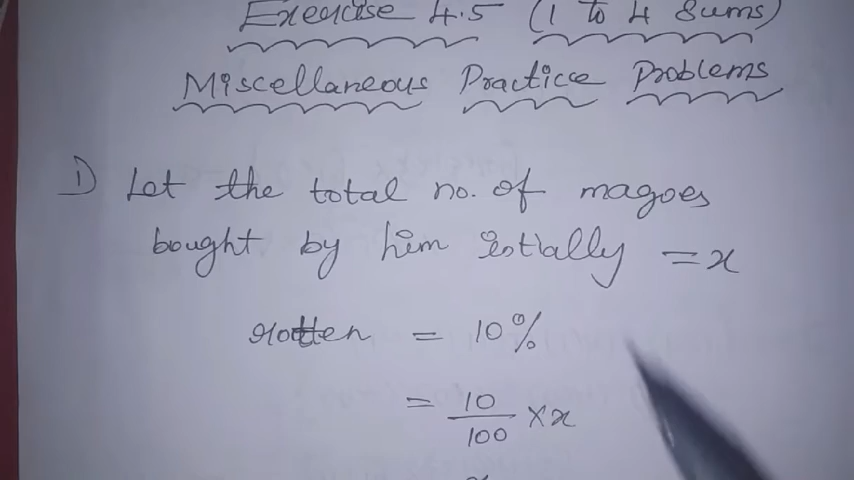 Exercise 4.5 (1 to 4 Sums)
Miscellaneous Practice Problems
1) Let the total no. of magoes
bought by him intially = x
rotten = 10%
= 10/100 × x
x